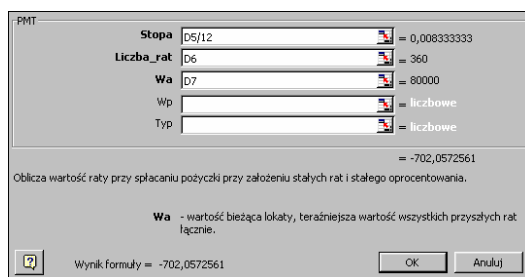 PMT
Stopa D5/12 = 0,008333333
Liczba_rat D6 = 360
Wa D7 = 80000
Wp = liczbowe
Typ = liczbowe
= -702,0572561
Oblicza wartość raty przy spłacaniu pożyczki przy założeniu stałych rat i stałego oprocentowania.
Wa - wartość bieżąca lokaty, teraźniejsza wartość wszystkich przyszłych rat
łącznie.
Wynik formuły = -702,0572561 OK Anuluj